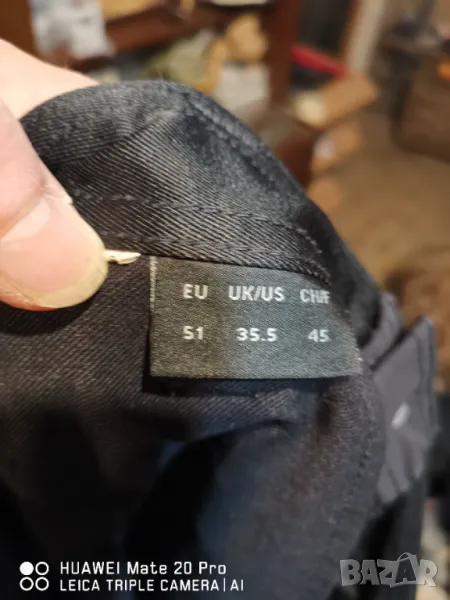 EU UK/US CH/F
51 35.5 45
HUAWEI Mate 20 Pro
LEICA TRIPLE CAMERA | AI
BAZAR